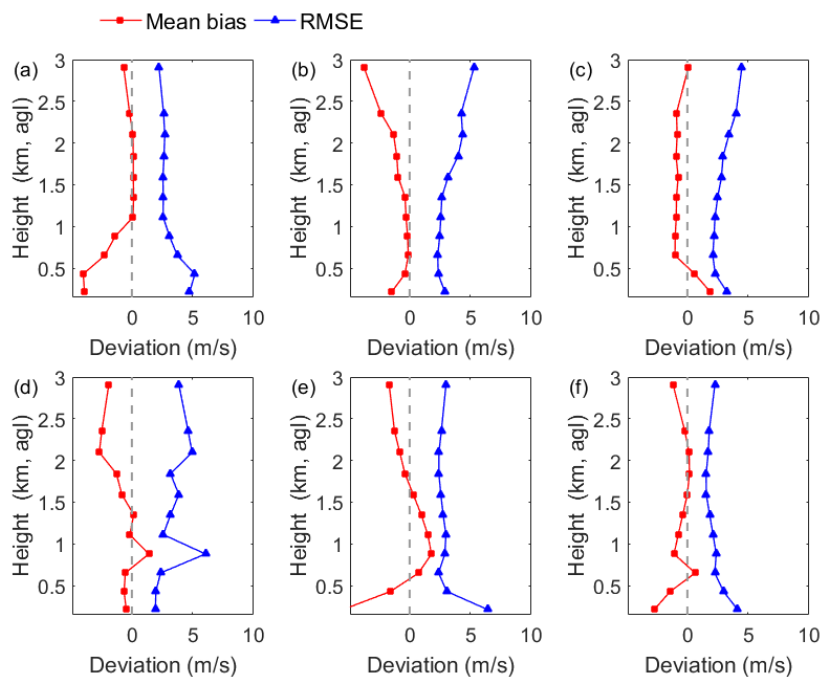 Mean bias RMSE
(a) (b) (c)
3 3 3
2.5 2.5 2.5
2 2 2
1.5 1.5 1.5
1 1 1
0.5 0.5 0.5
Height (km, agl) Height (km, agl) Height (km, agl)
0 5 10 0 5 10 0 5 10
Deviation (m/s) Deviation (m/s) Deviation (m/s)
(d) (e) (f)
3 3 3
2.5 2.5 2.5
2 2 2
1.5 1.5 1.5
1 1 1
0.5 0.5 0.5
Height (km, agl) Height (km, agl) Height (km, agl)
0 5 10 0 5 10 0 5 10
Deviation (m/s) Deviation (m/s) Deviation (m/s)